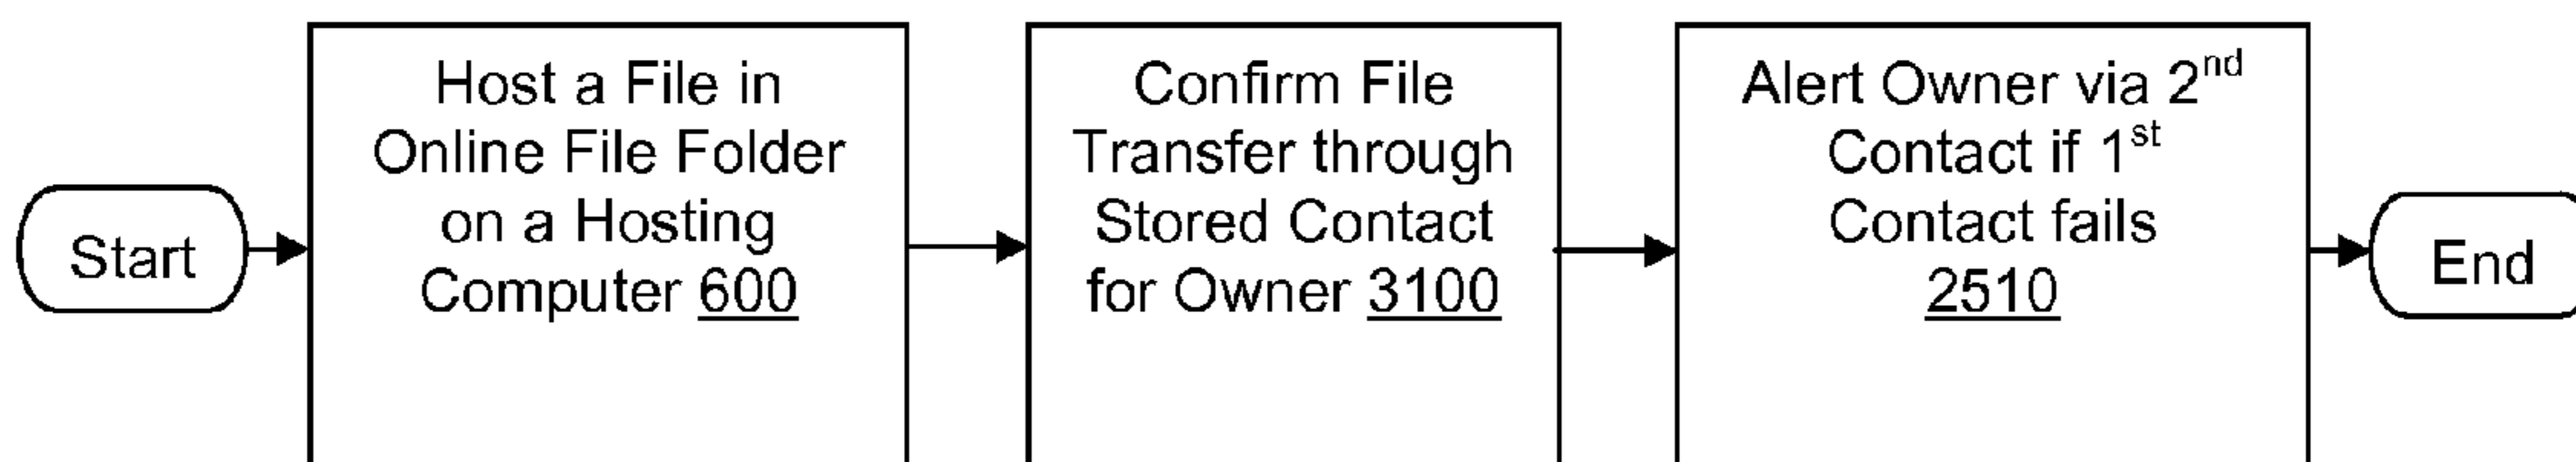 Start
Host a File in
Online File Folder
on a Hosting
Computer 600
Confirm File
Transfer through
Stored Contact
for Owner 3100
Alert Owner via 2nd
Contact if 1st
Contact fails
2510
End